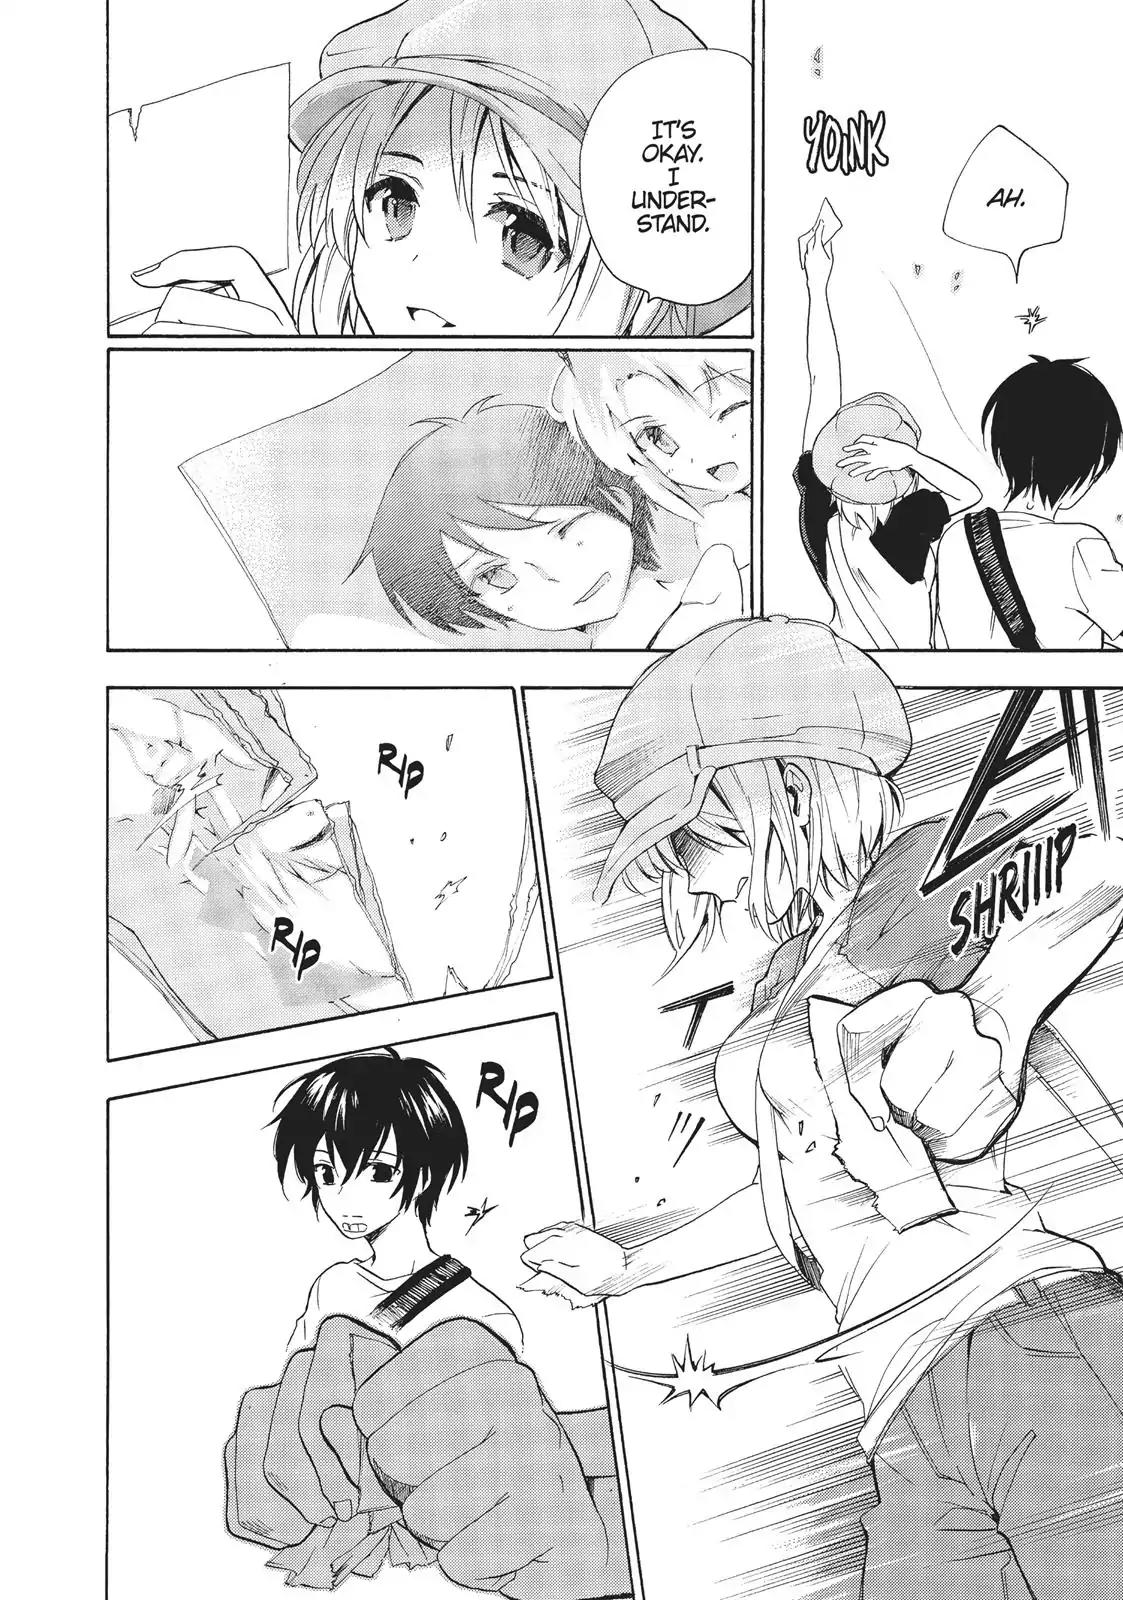 YOINK
AH.
IT'S
OKAY.
I
UNDER-
STAND.
SHRIIIP
RIP
RIP
RIP